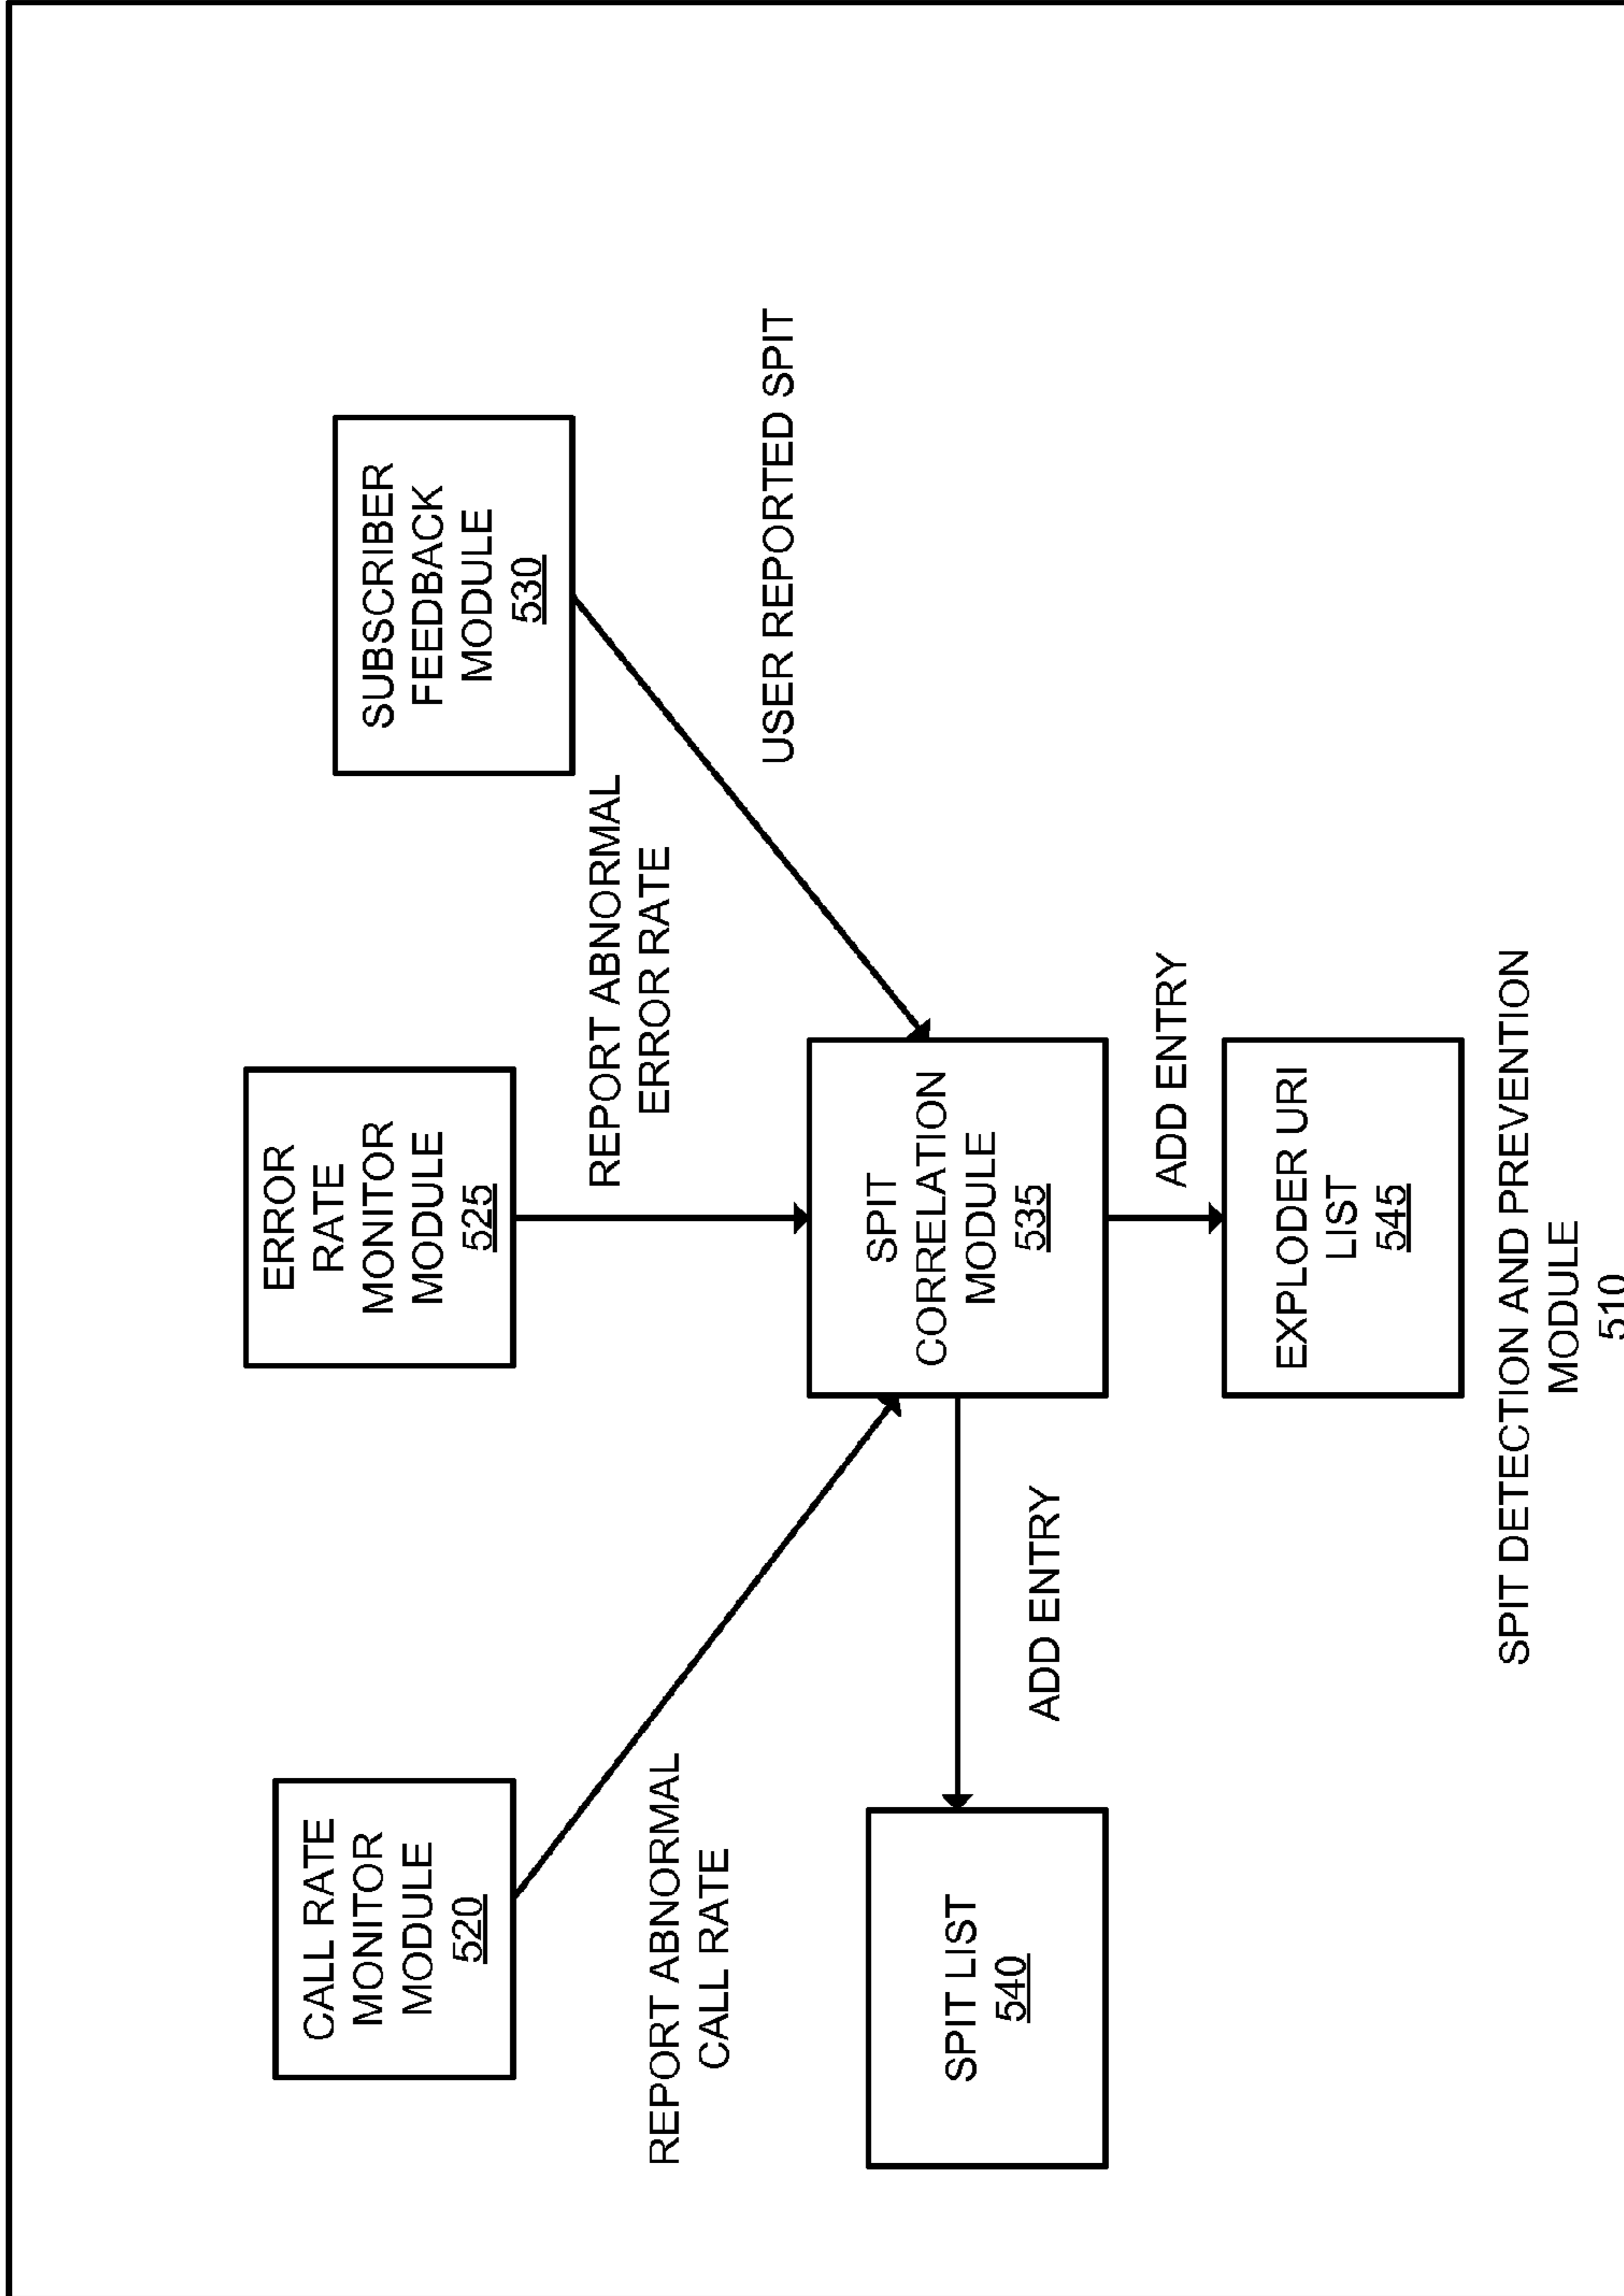 CALL RATE
MONITOR
MODULE
520
ERROR
RATE
MONITOR
MODULE
525
SUBSCRIBER
FEEDBACK
MODULE
530
REPORT ABNORMAL
CALL RATE
REPORT ABNORMAL
ERROR RATE
USER REPORTED SPIT
SPIT LIST
540
ADD ENTRY
SPIT
CORRELATION
MODULE
535
ADD ENTRY
EXPLODER URI
LIST
545
SPIT DETECTION AND PREVENTION
MODULE
510